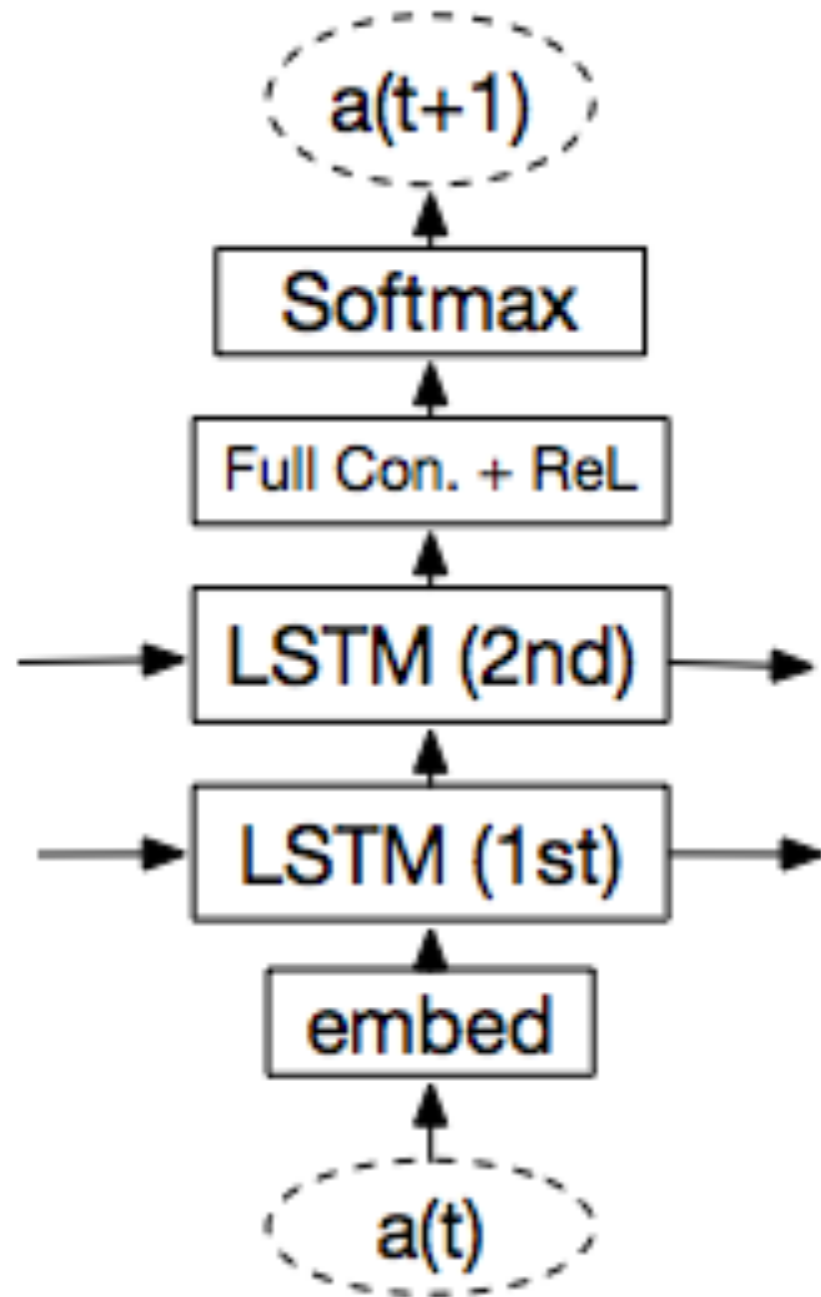 a(t+1)
Softmax
Full Con. + ReL
LSTM (2nd)
LSTM (1st)
embed
a(t)